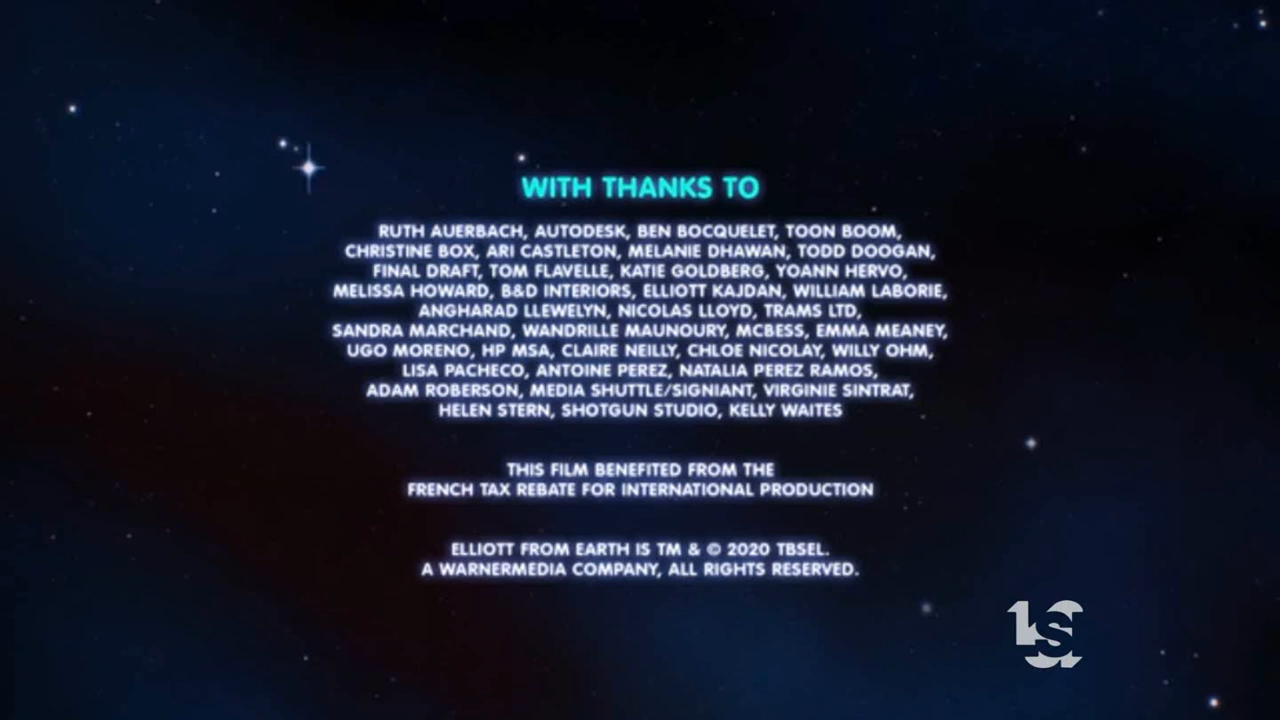 WITH THANKS TO
RUTH AUERBACH, AUTODESK, BEN BOCQUELET, TOON BOOM,
CHRISTINE BOX, ARI CASTLETON, MELANIE DHAWAN, TODD DOOGAN,
FINAL DRAFT, TOM FLAVELLE, KATIE GOLDBERG, YOANN HERVO,
MELISSA HOWARD, B&D INTERIORS, ELLIOTT KAJDAN, WILLIAM LABORIE,
ANGHARAD LLEWELYN, NICOLAS LLOYD, TRAMS LTD,
SANDRA MARCHAND, WANDRILLE MAUNOURY, MCBESS, EMMA MEANEY,
UGO MORENO, HP MSA, CLAIRE NEILLY, CHLOE NICOLAY, WILLY OHM,
LISA PACHECO, ANTOINE PEREZ, NATALIA PEREZ RAMOS,
ADAM ROBERSON, MEDIA SHUTTLE/SIGNIANT, VIRGINIE SINTRAT,
HELEN STERN, SHOTGUN STUDIO, KELLY WAITES
THIS FILM BENEFITED FROM THE
FRENCH TAX REBATE FOR INTERNATIONAL PRODUCTION
ELLIOTT FROM EARTH IS TM & © 2020 TBSEL.
A WARNERMEDIA COMPANY, ALL RIGHTS RESERVED.